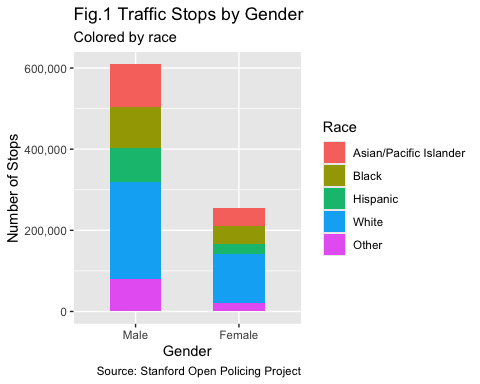 Fig.1 Traffic Stops by Gender
Colored by race
Number of Stops
600,000
400,000
200,000
0
Male
Female
Gender
Race
Asian/Pacific Islander
Black
Hispanic
White
Other
Source: Stanford Open Policing Project